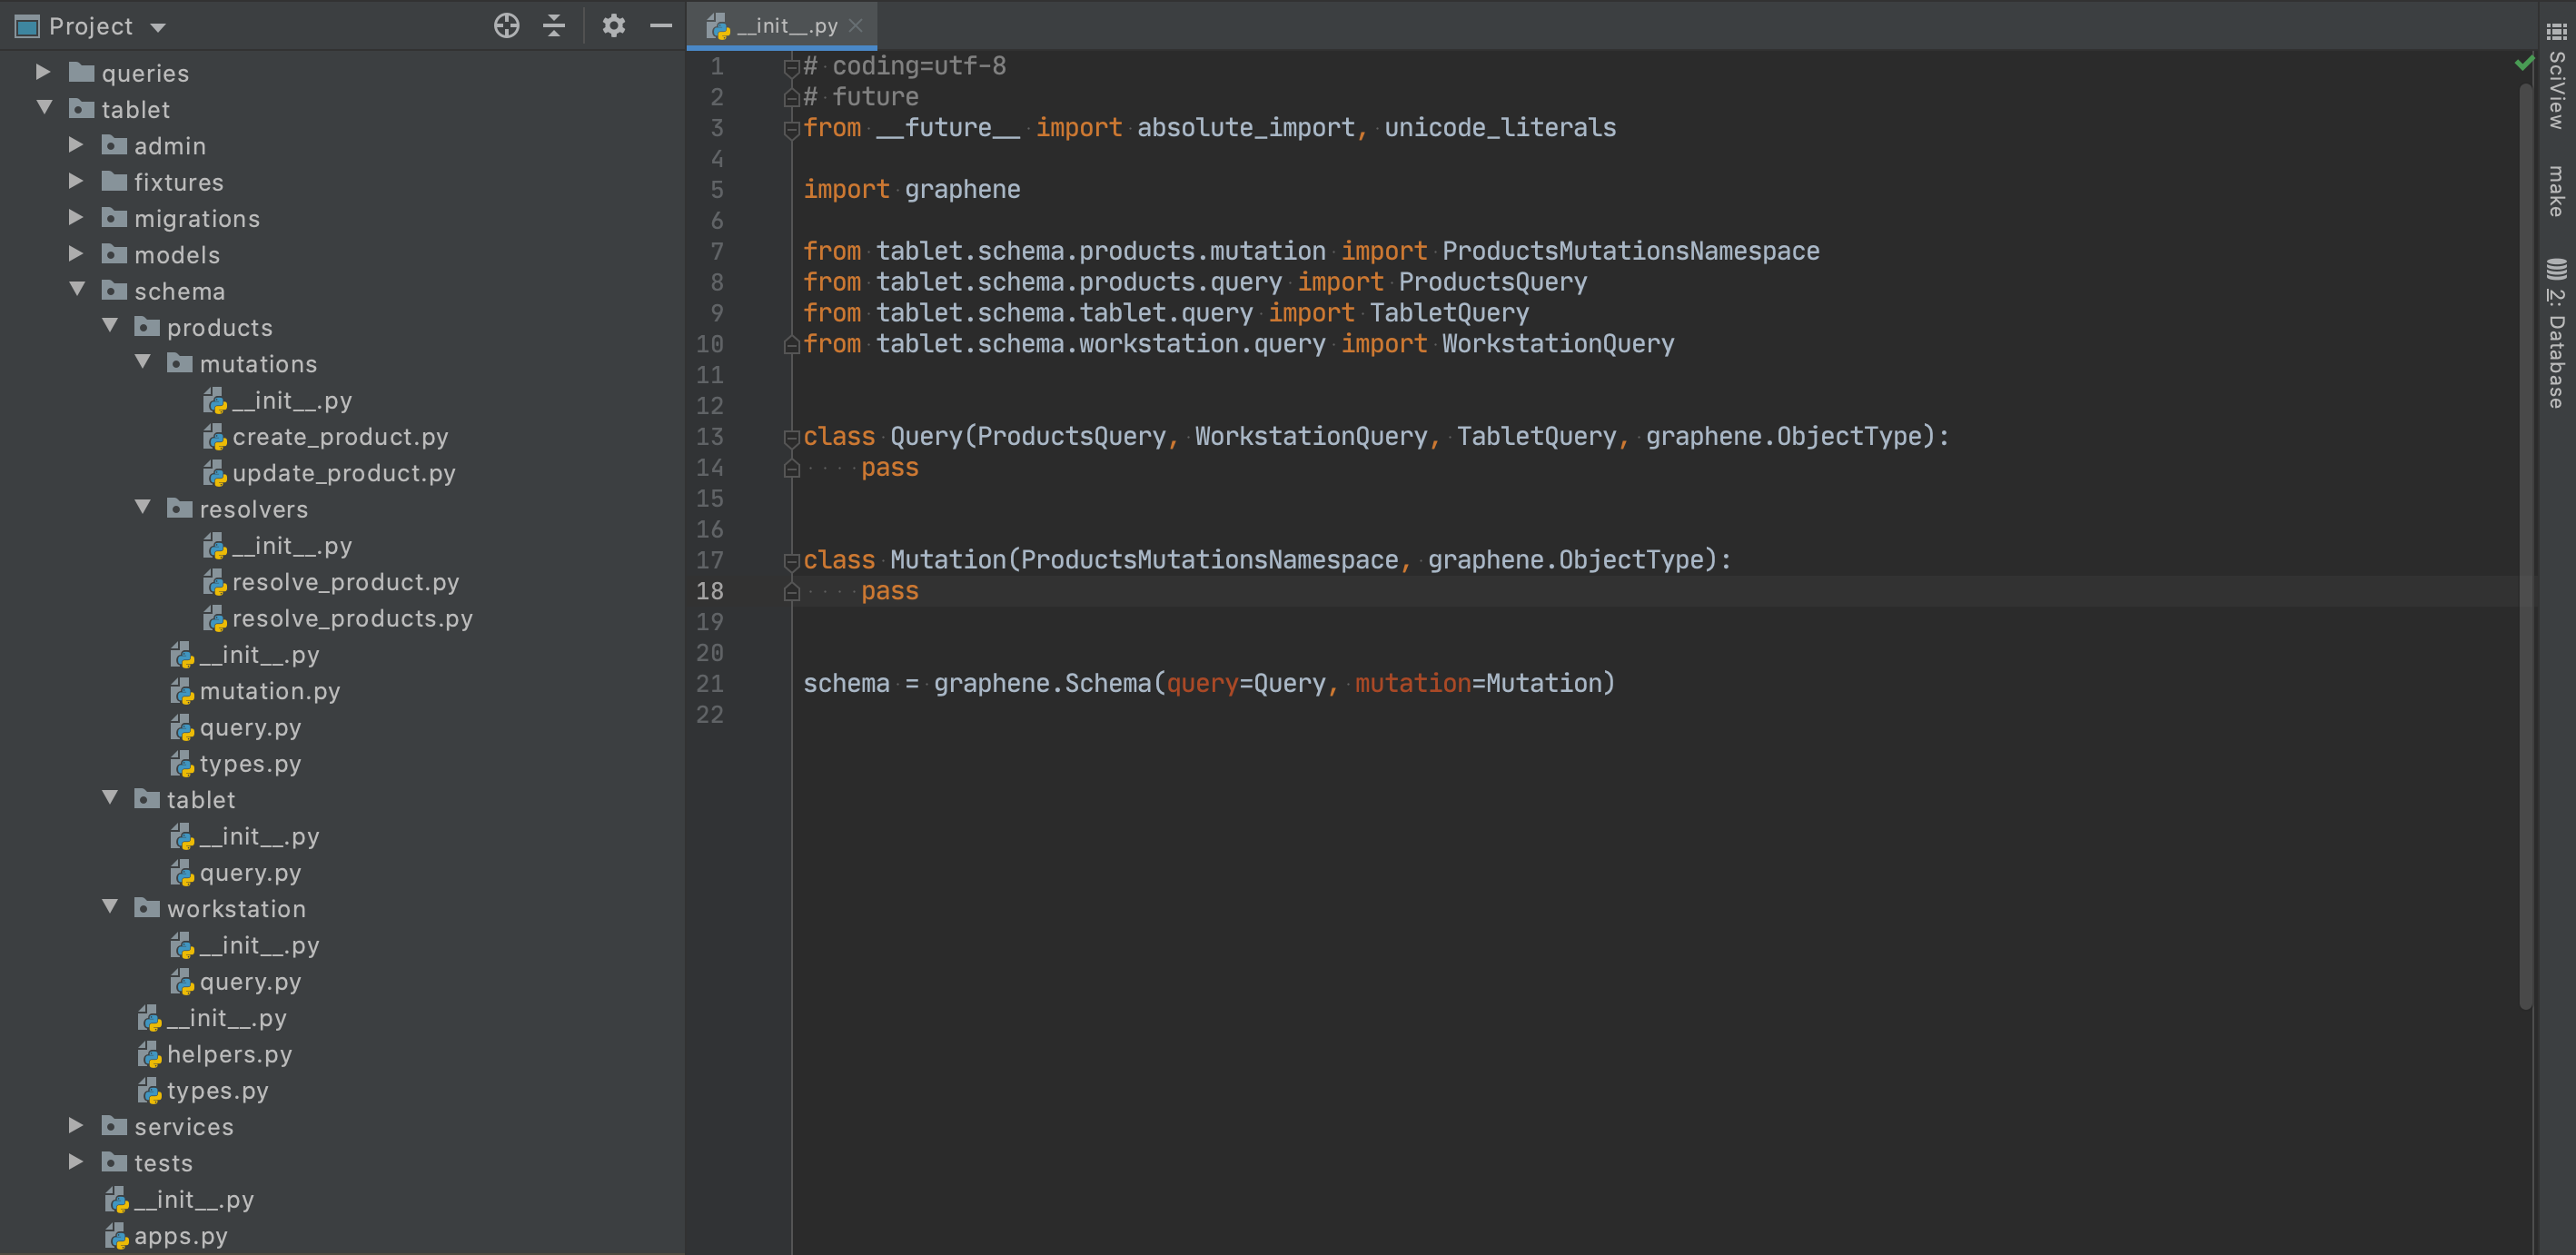 Project
queries
tablet
admin
fixtures
migrations
models
schema
products
mutations
__init__.py
create_product.py
update_product.py
resolvers
__init__.py
resolve_product.py
resolve_products.py
__init__.py
mutation.py
query.py
types.py
tablet
__init__.py
query.py
workstation
__init__.py
query.py
__init__.py
helpers.py
types.py
services
tests
__init__.py
apps.py
__init__.py
1 # coding=utf-8
2 # future
3 from __future__ import absolute_import, unicode_literals
4
5 import graphene
6
7 from tablet.schema.products.mutation import ProductsMutationsNamespace
8 from tablet.schema.products.query import ProductsQuery
9 from tablet.schema.tablet.query import TabletQuery
10 from tablet.schema.workstation.query import WorkstationQuery
11
12
13 class Query(ProductsQuery, WorkstationQuery, TabletQuery, graphene.ObjectType):
14     pass
15
16
17 class Mutation(ProductsMutationsNamespace, graphene.ObjectType):
18     pass
19
20
21 schema = graphene.Schema(query=Query, mutation=Mutation)
22
SciView
make
2: Database